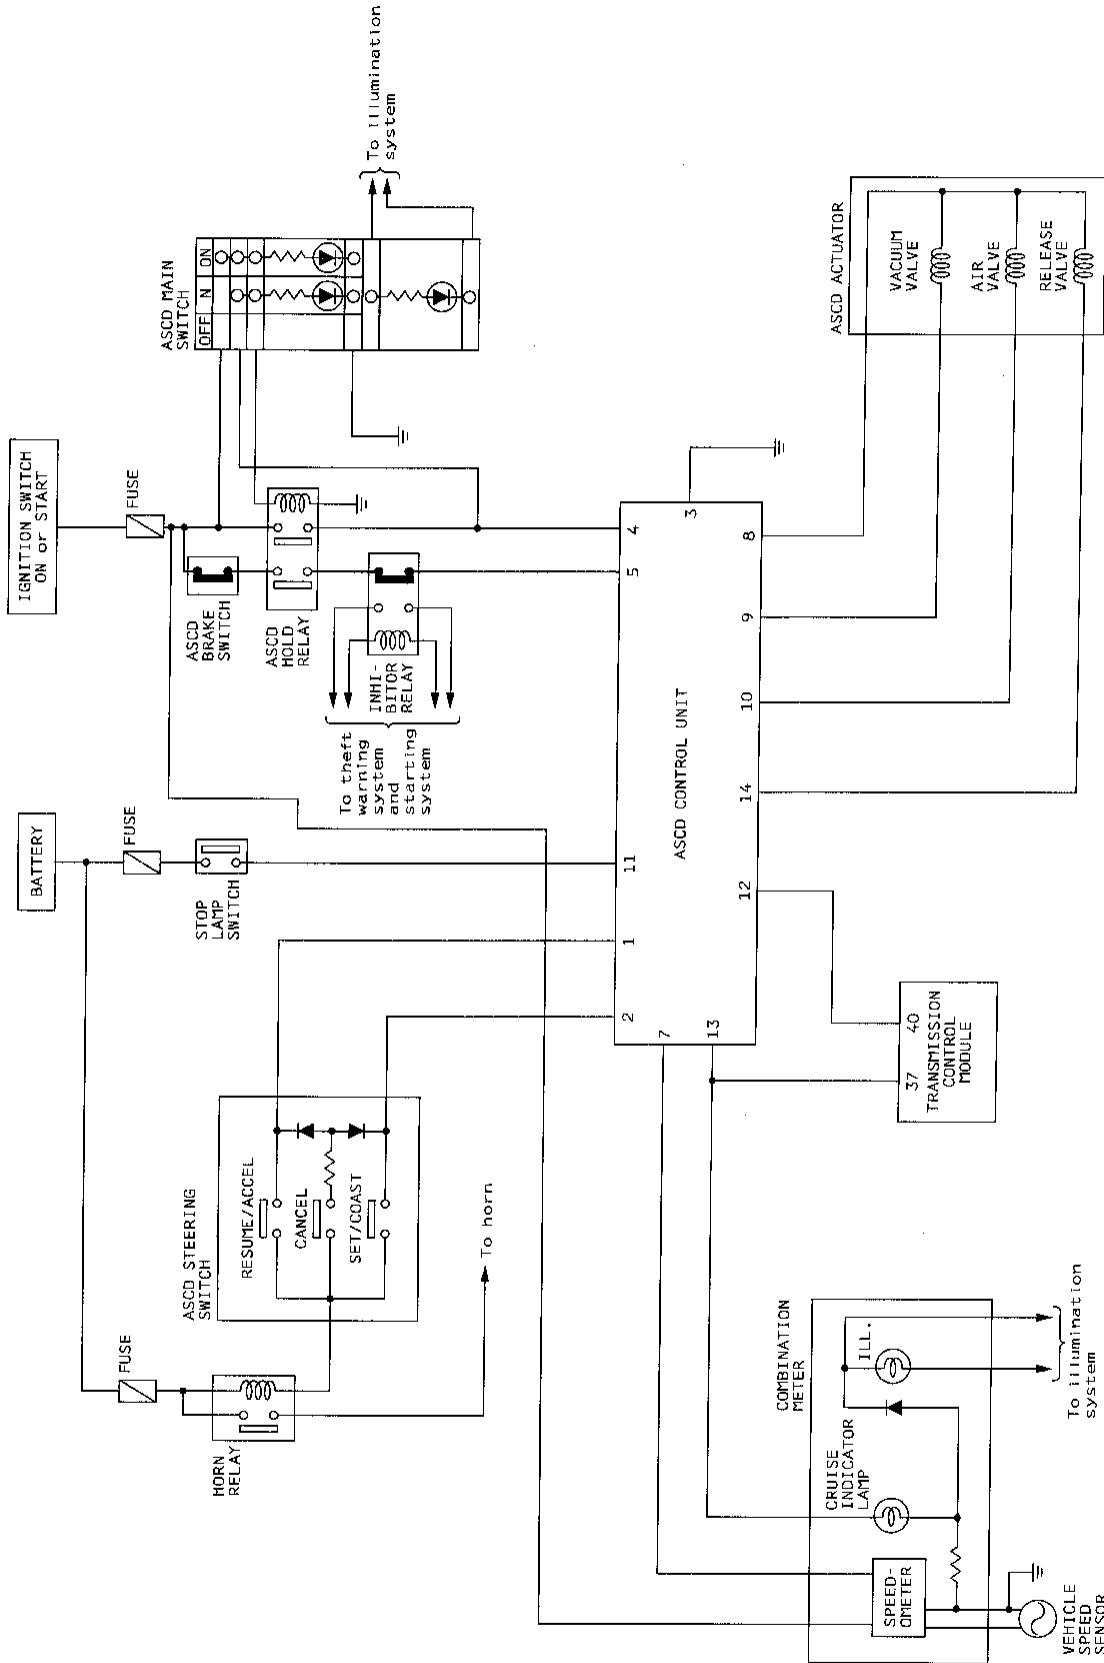 IGNITION SWITCH
ON or START
FUSE
ASCD
BRAKE
SWITCH
ASCD
HOLD
RELAY
INHI-
BITOR
RELAY
To theft
warning
system
and
starting
system
ASCD MAIN
SWITCH
OFF
N
ON
To illumination
system
BATTERY
FUSE
STOP
LAMP
SWITCH
FUSE
HORN
RELAY
To horn
ASCD STEERING
SWITCH
RESUME/ACCEL
CANCEL
SET/COAST
ASCD CONTROL UNIT
2
1
11
5
4
3
7
13
12
14
10
9
8
ASCD ACTUATOR
VACUUM
VALVE
AIR
VALVE
RELEASE
VALVE
37
40
TRANSMISSION
CONTROL
MODULE
COMBINATION
METER
CRUISE
INDICATOR
LAMP
ILL.
SPEED-
OMETER
To illumination
system
VEHICLE
SPEED
SENSOR